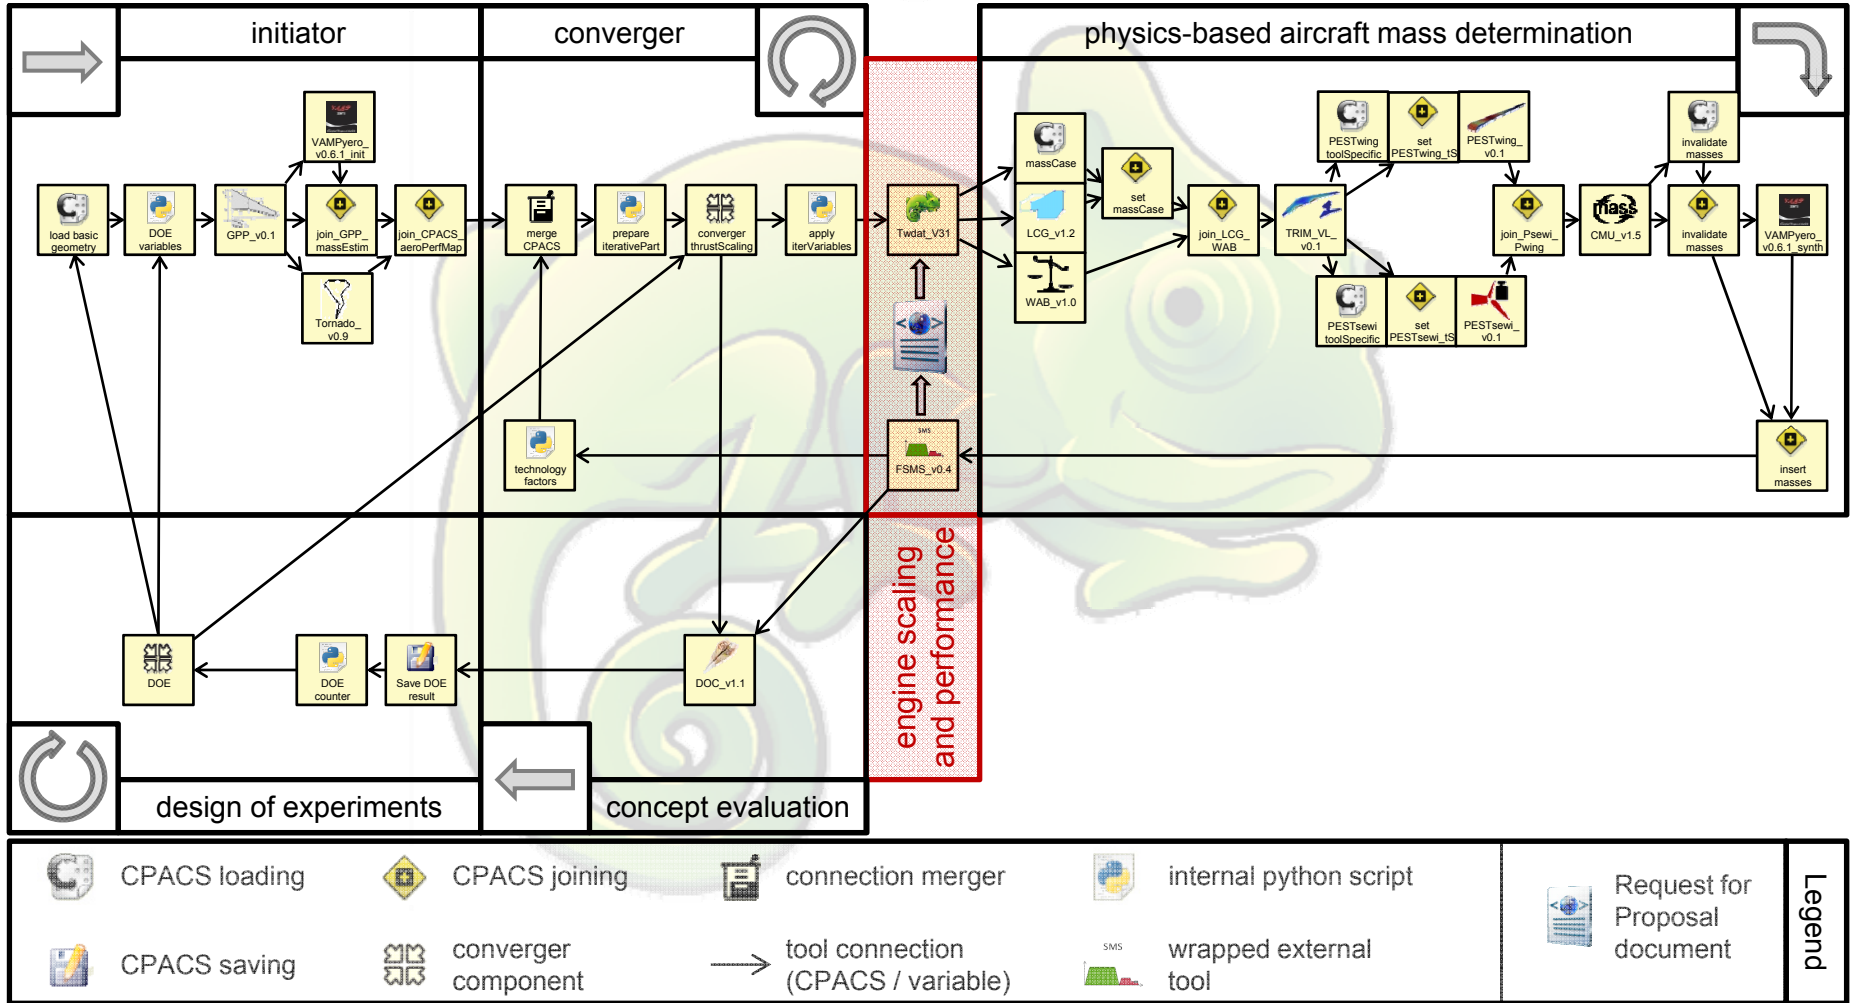 initiator
converger
physics-based aircraft mass determination
VAMPyero_
v0.6.1_init
load basic
geometry
DOE
variables
GPP_v0.1
join_GPP_
massEstim
join_CPACS_
aeroPerfMap
Tornado_
v0.9
merge
CPACS
prepare
iterativePart
converger
thrustScaling
apply
iterVariables
technology
factors
Twdat_V31
SMS
FSMS_v0.4
massCase
LCG_v1.2
WAB_v1.0
set
massCase
join_LCG_
WAB
TRIM_VL_
v0.1
PESTwing
toolSpecific
set
PESTwing_tS
PESTwing_
v0.1
PESTsewi
toolSpecific
set
PESTsewi_tS
PESTsewi_
v0.1
join_Psewi_
Pwing
mass
CMU_v1.5
invalidate
masses
invalidate
masses
VAMPyero_
v0.6.1_synth
insert
masses
engine scaling
and performance
DOE
DOE
counter
Save DOE
result
DOC_v1.1
design of experiments
concept evaluation
CPACS loading
CPACS joining
connection merger
internal python script
CPACS saving
converger
component
tool connection
(CPACS / variable)
SMS
wrapped external
tool
Request for
Proposal
document
Legend